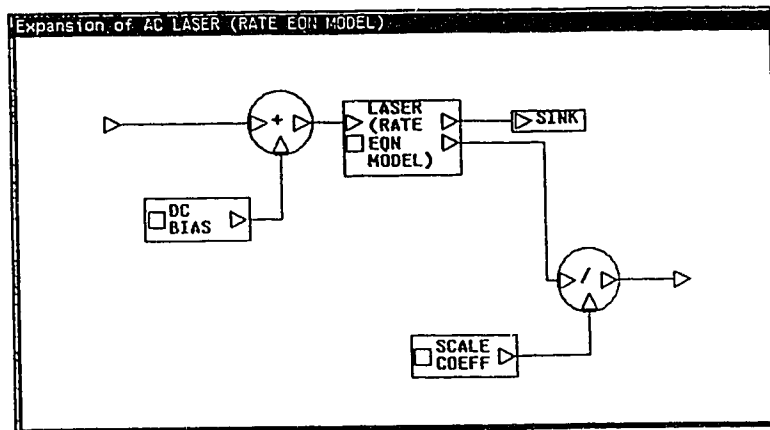 Expansion of AC LASER (RATE EQN MODEL)
LASER
(RATE
EQN
MODEL)
+
SINK
DC
BIAS
/
SCALE
COEFF